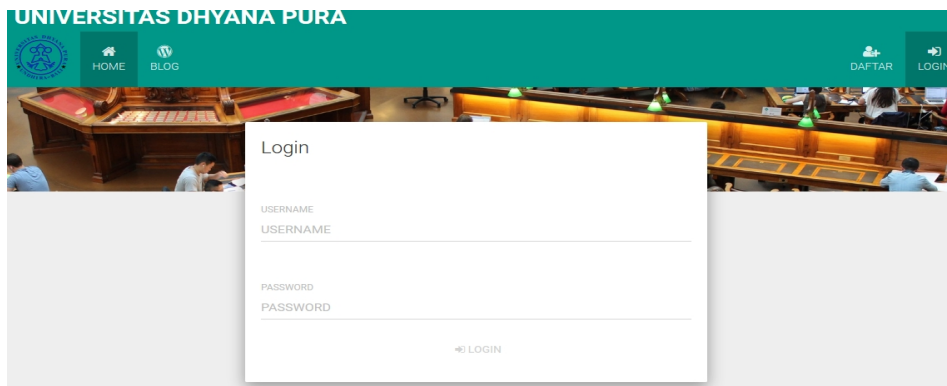 UNIVERSITAS DHYANA PURA
HOME
BLOG
DAFTAR
LOGIN
Login
USERNAME
USERNAME
PASSWORD
PASSWORD
LOGIN